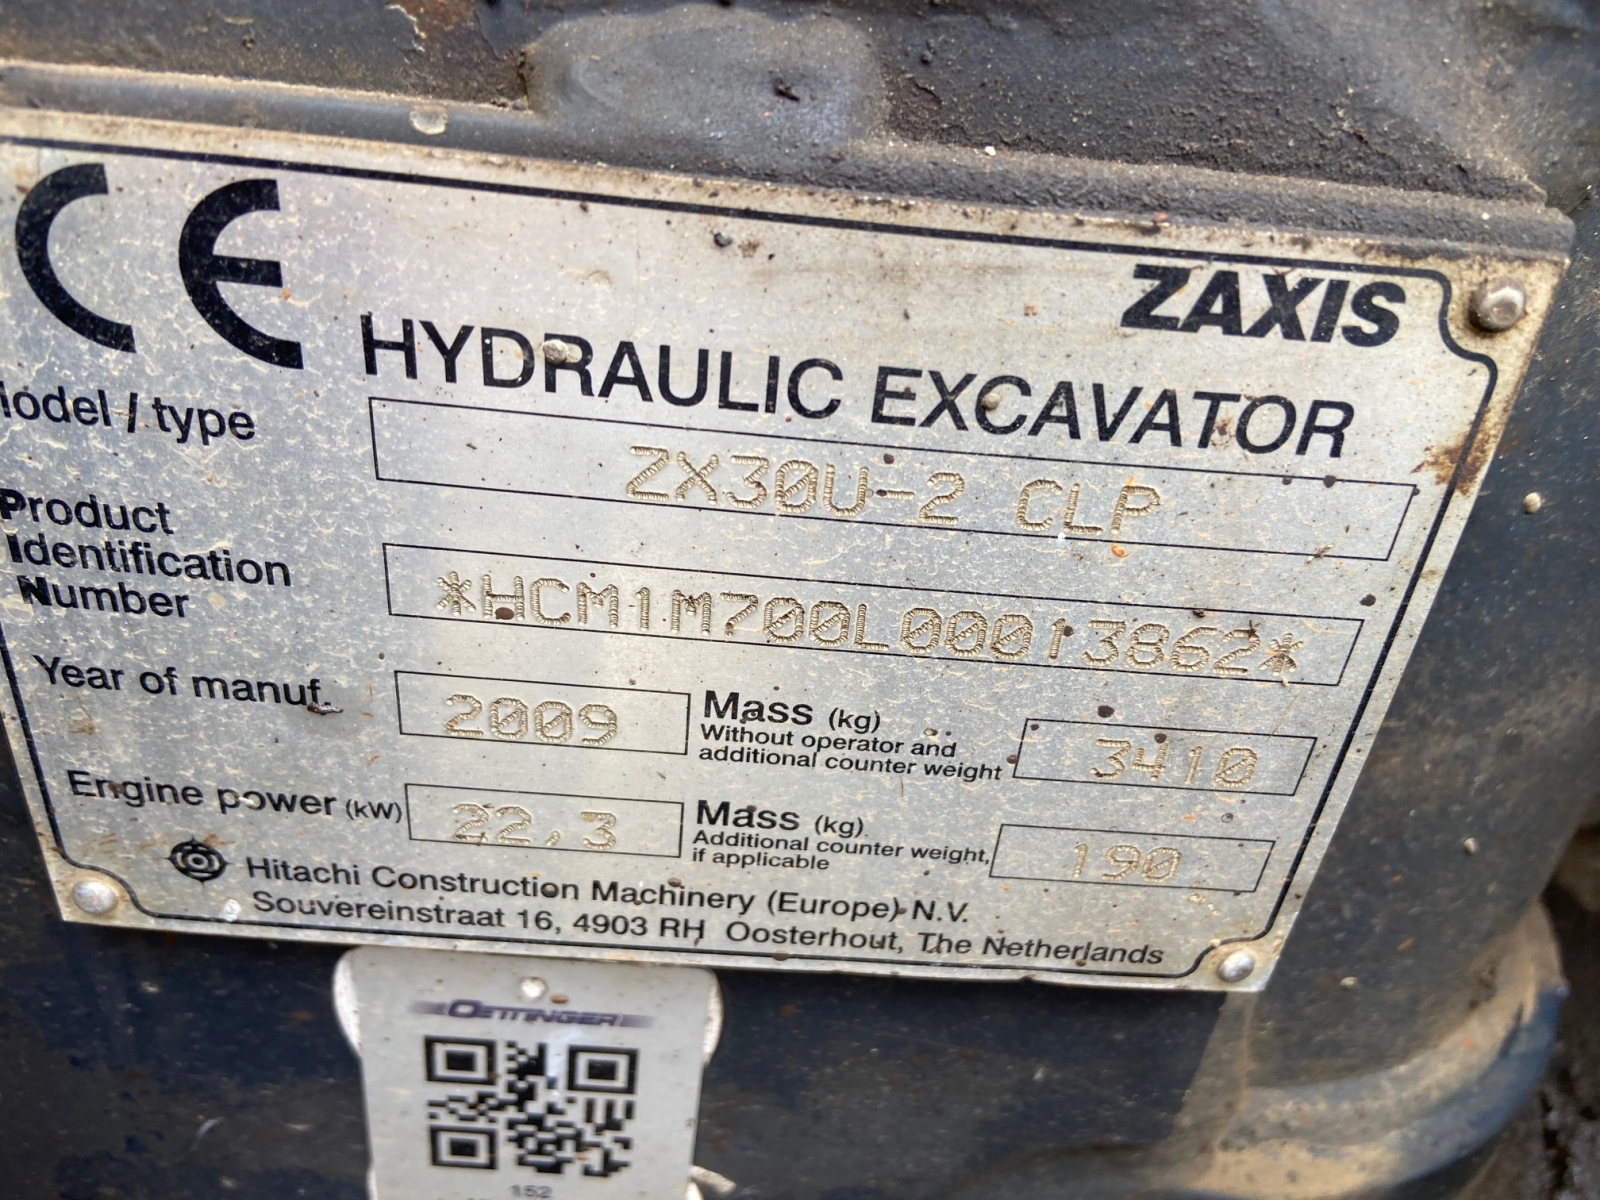 CE
ZAXIS
HYDRAULIC EXCAVATOR
Model / type
ZX30U-2 CLP
Product
Identification
Number
*HCM1M700L00013862*
Year of manuf.
2009
Mass (kg)
Without operator and
additional counter weight
3410
Engine power (kW)
22,3
Mass (kg)
Additional counter weight,
if applicable
190
Hitachi Construction Machinery (Europe) N.V.
Souvereinstraat 16, 4903 RH Oosterhout, The Netherlands
OETTINGER
152